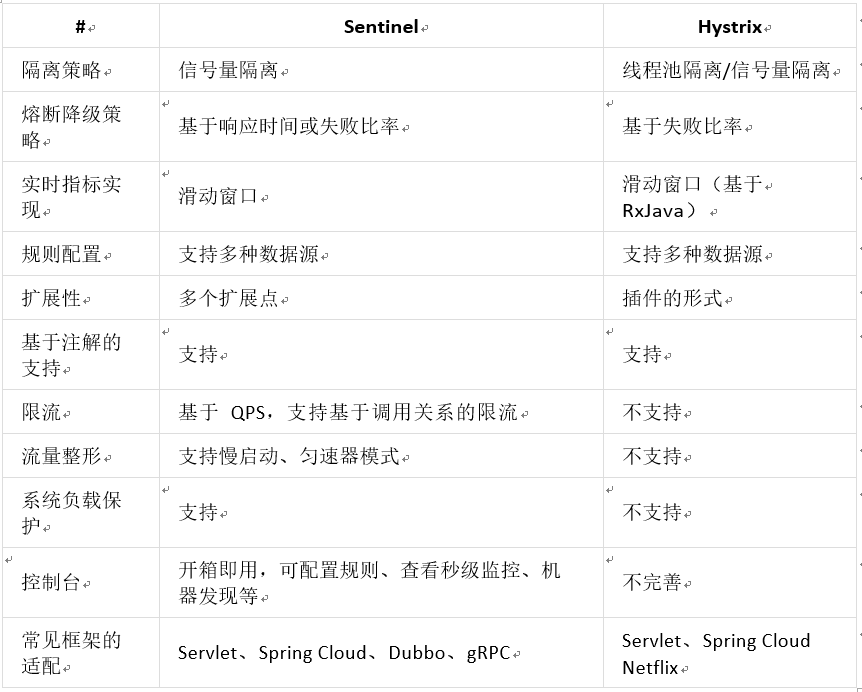 #
Sentinel
Hystrix
隔离策略
信号量隔离
线程池隔离/信号量隔离
熔断降级策
略
基于响应时间或失败比率
基于失败比率
实时指标实
现
滑动窗口
滑动窗口（基于
RxJava）
规则配置
支持多种数据源
支持多种数据源
扩展性
多个扩展点
插件的形式
基于注解的
支持
支持
支持
限流
基于 QPS，支持基于调用关系的限流
不支持
流量整形
支持慢启动、匀速器模式
不支持
系统负载保
护
支持
不支持
控制台
开箱即用，可配置规则、查看秒级监控、机
器发现等
不完善
常见框架的
适配
Servlet、Spring Cloud、Dubbo、gRPC
Servlet、Spring Cloud
Netflix